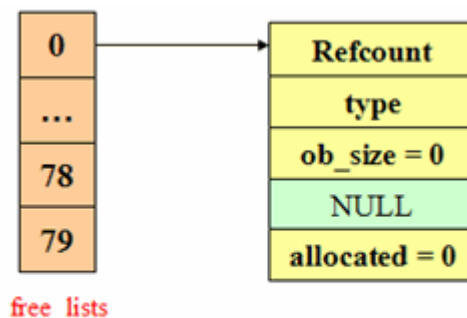 0
...
78
79
free lists
Refcount
type
ob_size = 0
NULL
allocated = 0